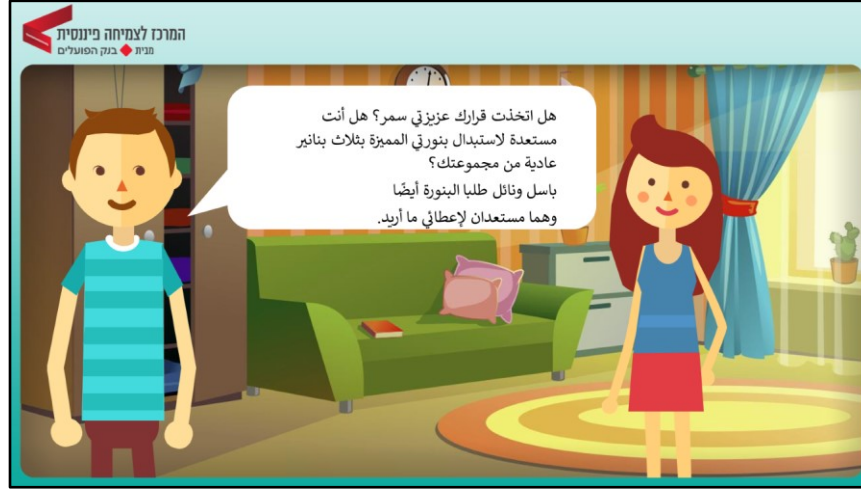 המרכז לצמיחה פיננסית
מבית בנק הפועלים
هل اتخذت قرارك عزيزتي سمر؟ هل أنت
مستعدة لاستبدال بنورتي المميزة بثلاث بنانير
عادية من مجموعتك؟
باسل ونائل طلبا البنورة أيضًا
وهما مستعدان لإعطائي ما أريد.